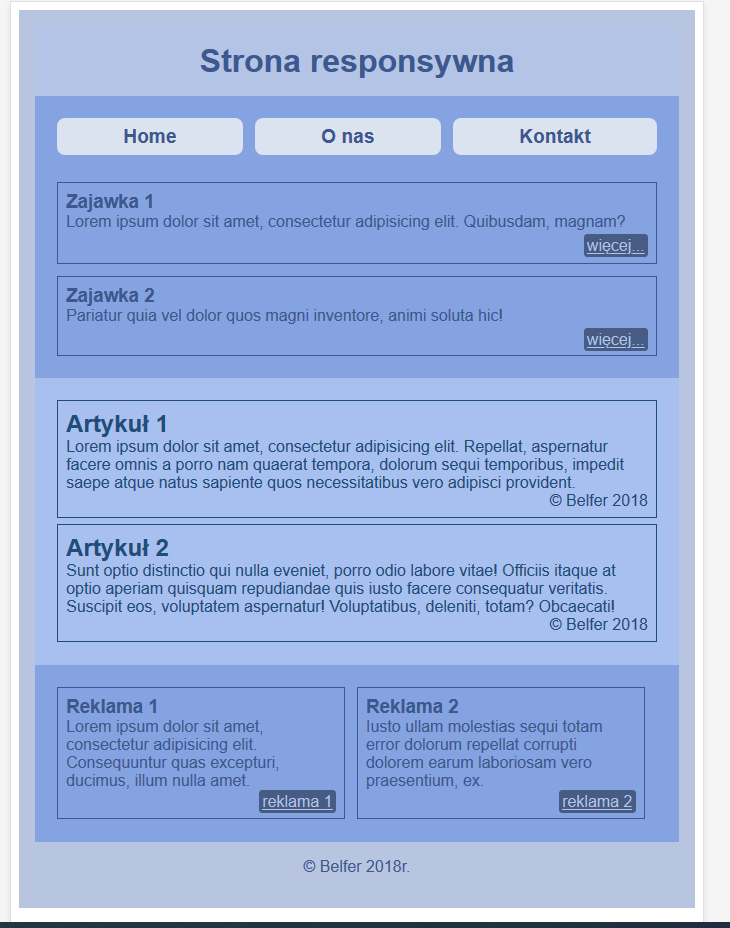 Strona responsywna
Home
O nas
Kontakt
Zajawka 1
Lorem ipsum dolor sit amet, consectetur adipisicing elit. Quibusdam, magnam?
więcej...
Zajawka 2
Pariatur quia vel dolor quos magni inventore, animi soluta hic!
więcej...
Artykuł 1
Lorem ipsum dolor sit amet, consectetur adipisicing elit. Repellat, aspernatur
facere omnis a porro nam quaerat tempora, dolorum sequi temporibus, impedit
saepe atque natus sapiente quos necessitatibus vero adipisci provident.
© Belfer 2018
Artykuł 2
Sunt optio distinctio qui nulla eveniet, porro odio labore vitae! Officiis itaque at
optio aperiam quisquam repudiandae quis iusto facere consequatur veritatis.
Suscipit eos, voluptatem aspernatur! Voluptatibus, deleniti, totam? Obcaecati!
© Belfer 2018
Reklama 1
Lorem ipsum dolor sit amet,
consectetur adipisicing elit.
Consequuntur quas excepturi,
ducimus, illum nulla amet.
reklama 1
Reklama 2
Iusto ullam molestias sequi totam
error dolorum repellat corrupti
dolorem earum laboriosam vero
praesentium, ex.
reklama 2
© Belfer 2018r.